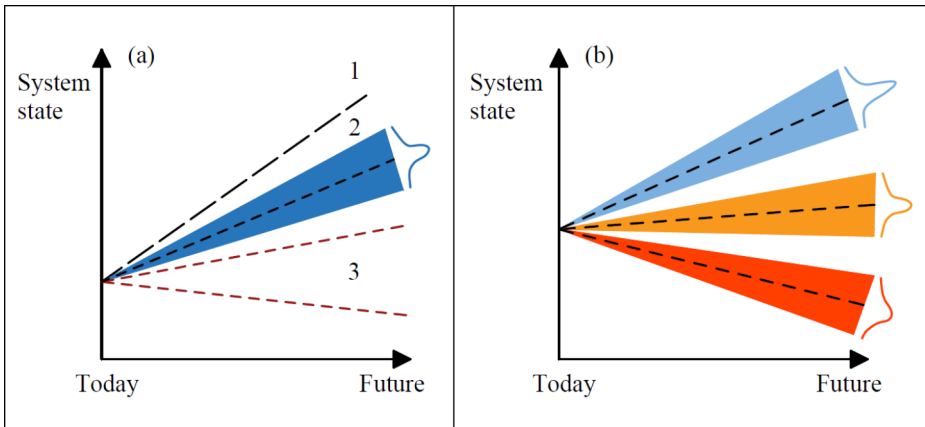 (a)
System
state
1
2
3
Today
Future
(b)
System
state
Today
Future